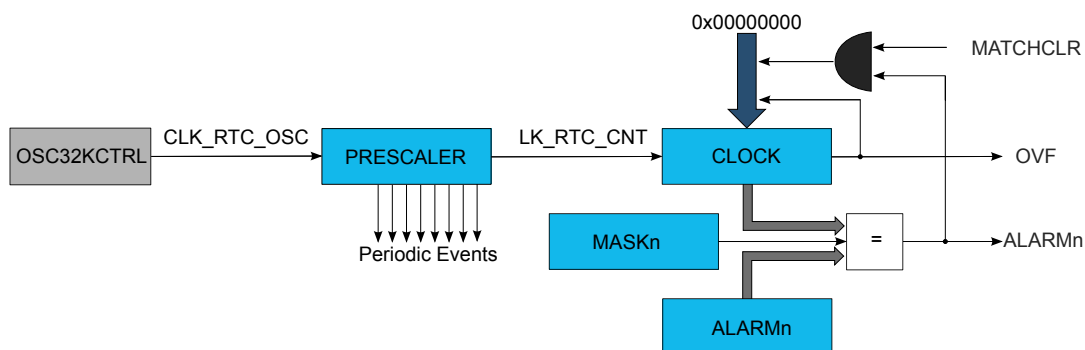 0x00000000
MATCHCLR
CLK_RTC_OSC
LK_RTC_CNT
OSC32KCTRL
PRESCALER
CLOCK
OVF
Periodic Events
MASKn
=
ALARMn
ALARMn